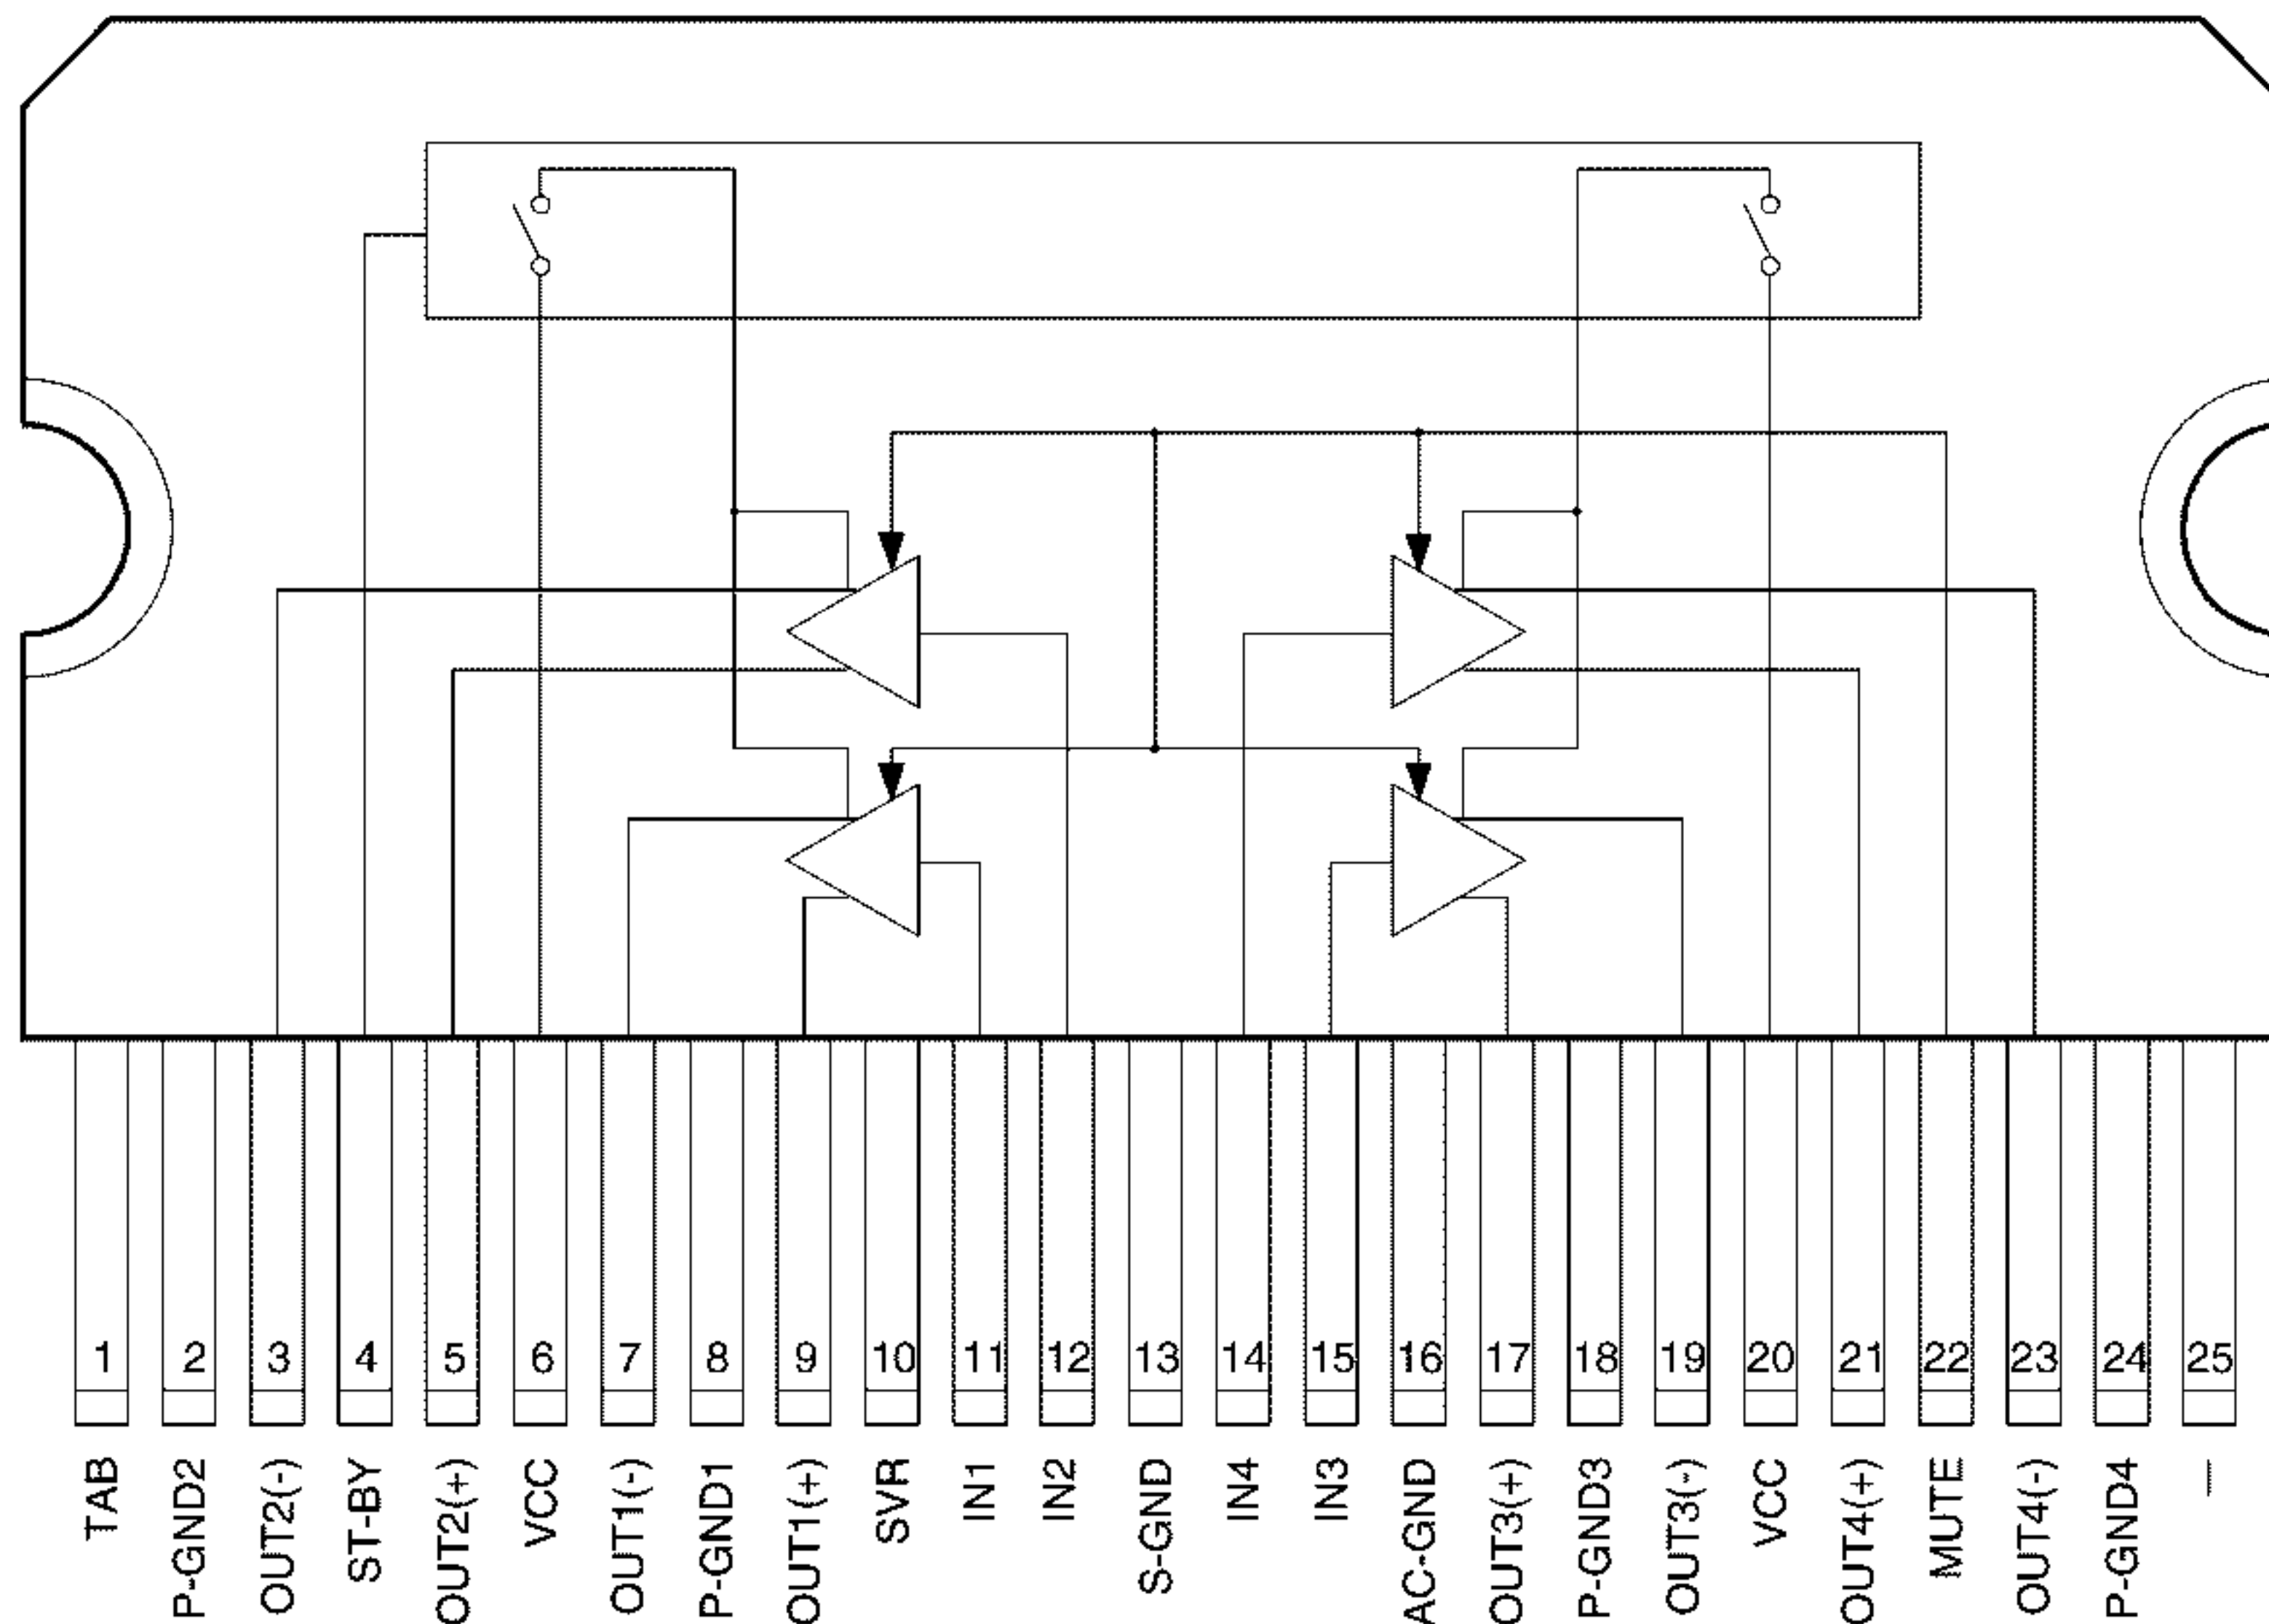 1 2 3 4 5 6 7 8 9 10 11 12 13 14 15 16 17 18 19 20 21 22 23 24 25
TAB
P-GND2
OUT2(-)
ST-BY
OUT2(+)
VCC
OUT1(-)
P-GND1
OUT1(+)
SVR
IN1
IN2
S-GND
IN4
IN3
AC-GND
OUT3(+)
P-GND3
OUT3(-)
VCC
OUT4(+)
MUTE
OUT4(-)
P-GND4
—